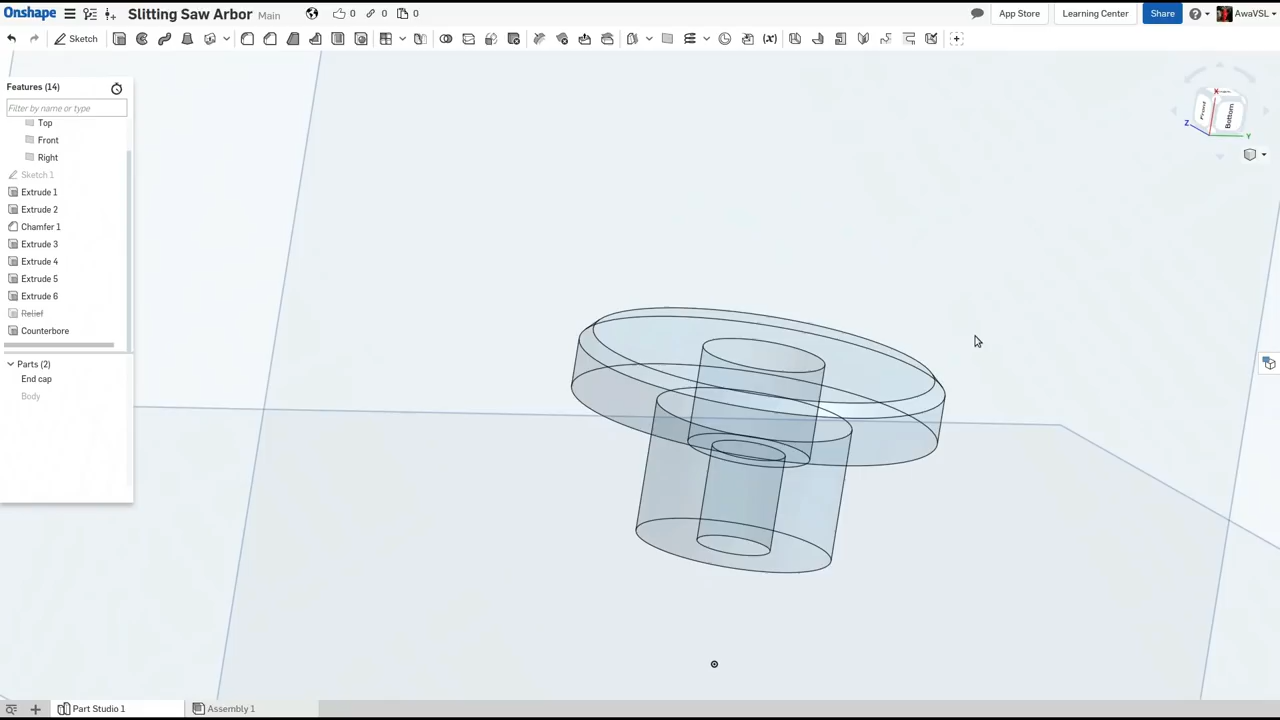 Onshape Slitting Saw Arbor Main 0 0 0 App Store Learning Center Share AwaVSL
Sketch (x)
Features (14)
Filter by name or type
Top
Front
Right
Sketch 1
Extrude 1
Extrude 2
Chamfer 1
Extrude 3
Extrude 4
Extrude 5
Extrude 6
Relief
Counterbore
Parts (2)
End cap
Body
X
Front
Bottom
Z
Y
Part Studio 1 Assembly 1